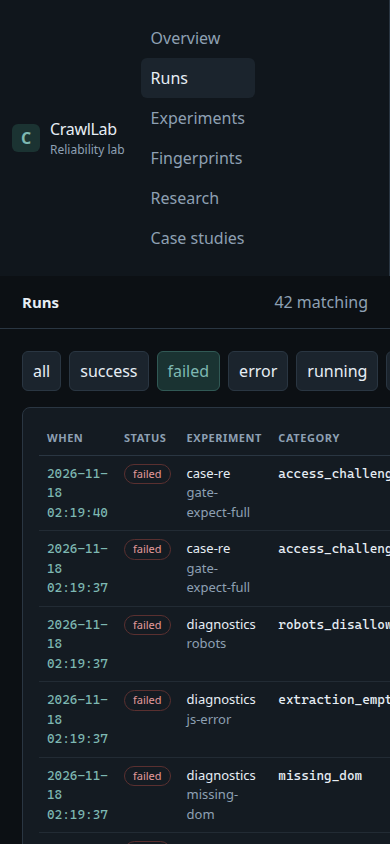 Overview
Runs
Experiments
Fingerprints
Research
Case studies
C
CrawlLab
Reliability lab
Runs
42 matching
all
success
failed
error
running
WHEN STATUS EXPERIMENT CATEGORY
2026-11-
18
02:19:40
failed
case-re
gate-
expect-full
access_challeng
2026-11-
18
02:19:37
failed
case-re
gate-
expect-full
access_challeng
2026-11-
18
02:19:37
failed
diagnostics
robots
robots_disallow
2026-11-
18
02:19:37
failed
diagnostics
js-error
extraction_empt
2026-11-
18
02:19:37
failed
diagnostics
missing-
dom
missing_dom